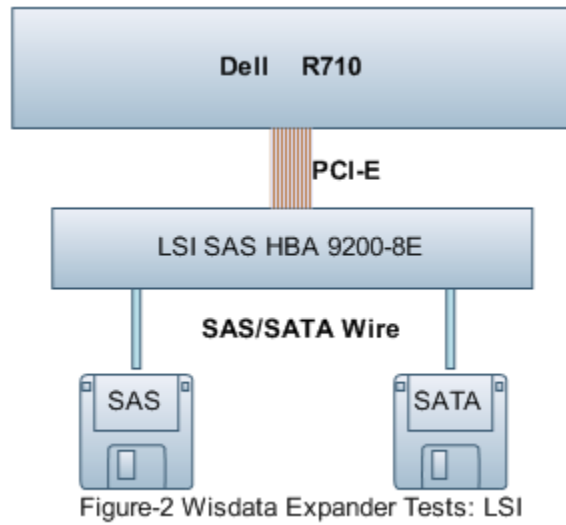 Dell R710
PCI-E
LSI SAS HBA 9200-8E
SAS/SATA Wire
SAS
SATA
Figure-2 Wisdata Expander Tests: LSI